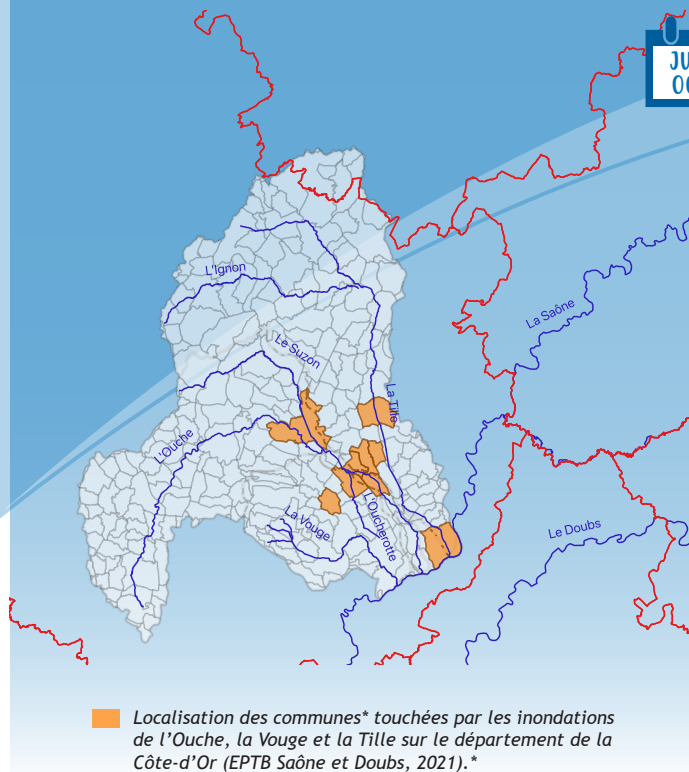 JU
OC
L'Ignon
La Saône
Le Suzon
La Tille
L'Ouche
L'Oucherotte
La Vouge
Le Doubs
Localisation des communes* touchées par les inondations
de l’Ouche, la Vouge et la Tille sur le département de la
Côte-d’Or (EPTB Saône et Doubs, 2021).*